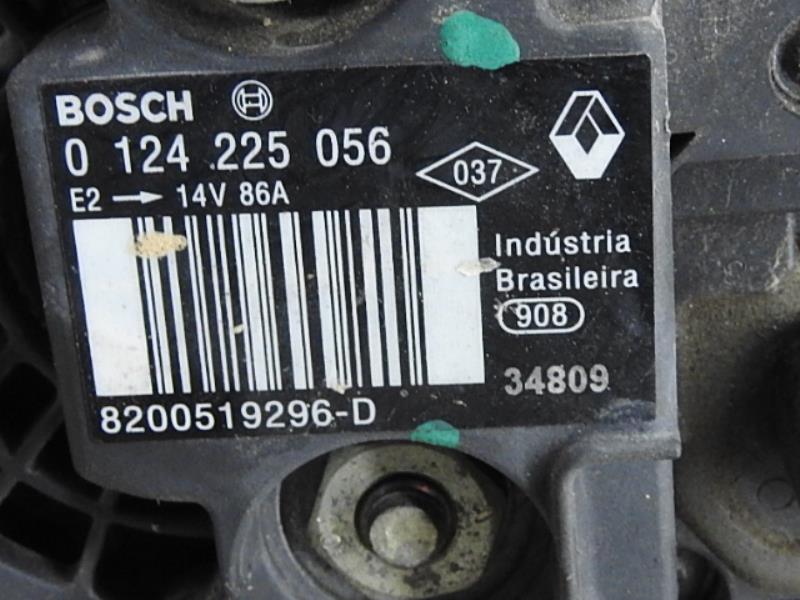 BOSCH
0 124 225 056
E2 → 14V 86A
037
Indústria
Brasileira
908
34809
8200519296-D